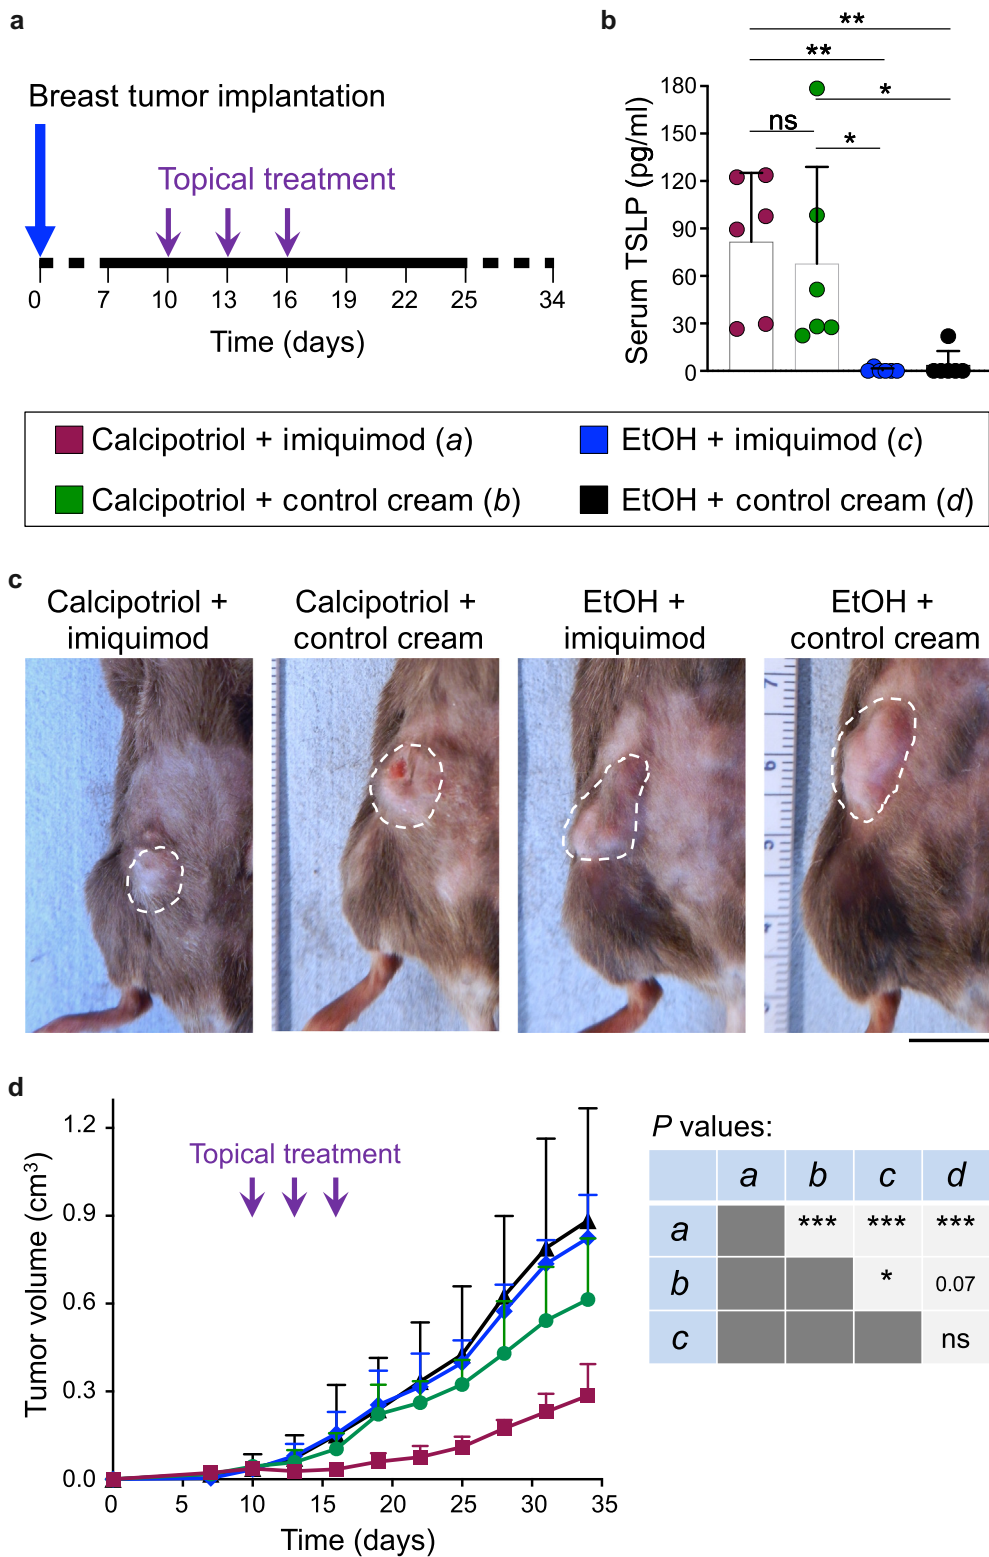 a
Breast tumor implantation
Topical treatment
0 7 10 13 16 19 22 25 34
Time (days)
b
**
**
*
ns
*
Serum TSLP (pg/ml)
180
150
120
90
60
30
0
Calcipotriol + imiquimod (a)
EtOH + imiquimod (c)
Calcipotriol + control cream (b)
EtOH + control cream (d)
c
Calcipotriol +
imiquimod
Calcipotriol +
control cream
EtOH +
imiquimod
EtOH +
control cream
7
6
5
d
Tumor volume (cm³)
1.2
0.9
0.6
0.3
0.0
Topical treatment
0 5 10 15 20 25 30 35
Time (days)
P values:
a b c d
a *** *** ***
b * 0.07
c ns